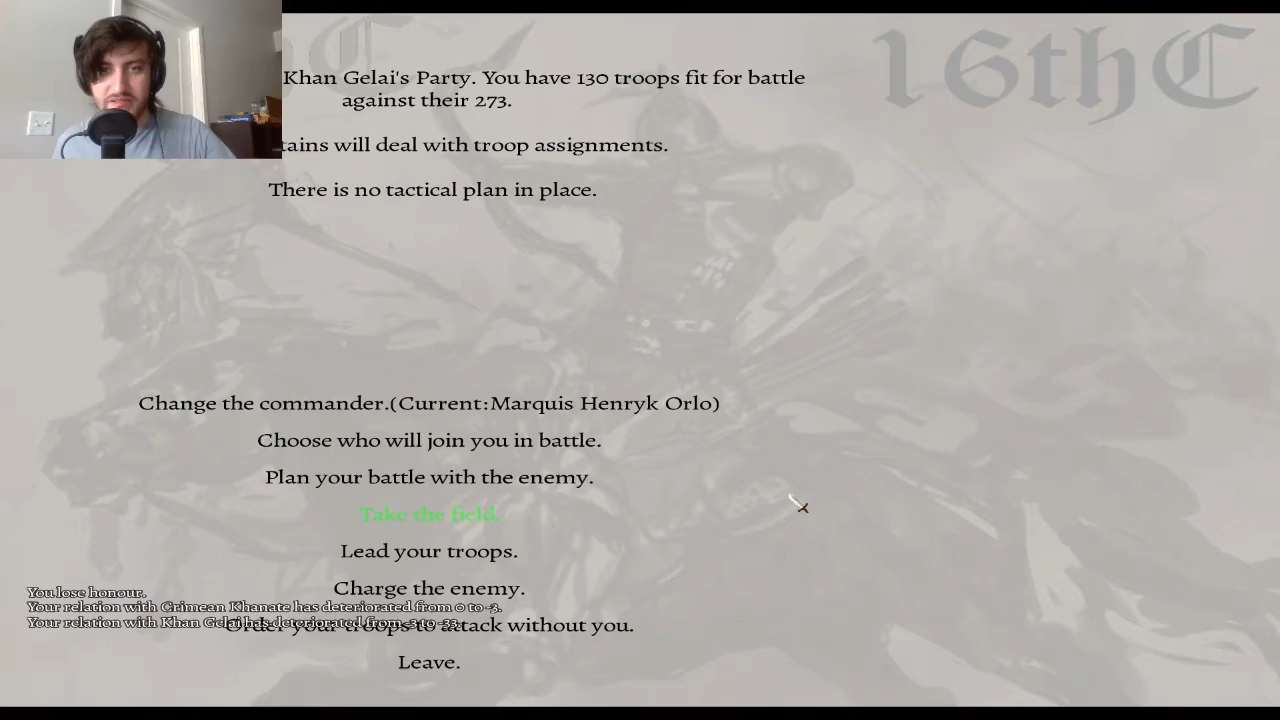 16thC
Khan Gelai's Party. You have 130 troops fit for battle
against their 273.
tains will deal with troop assignments.
There is no tactical plan in place.
Change the commander.(Current:Marquis Henryk Orlo)
Choose who will join you in battle.
Plan your battle with the enemy.
Take the field.
Lead your troops.
Charge the enemy.
Order your troops to attack without you.
Leave.
You lose honour.
Your relation with Crimean Khanate has deteriorated from 0 to -3.
Your relation with Khan Gelai has deteriorated from -3 to -33.